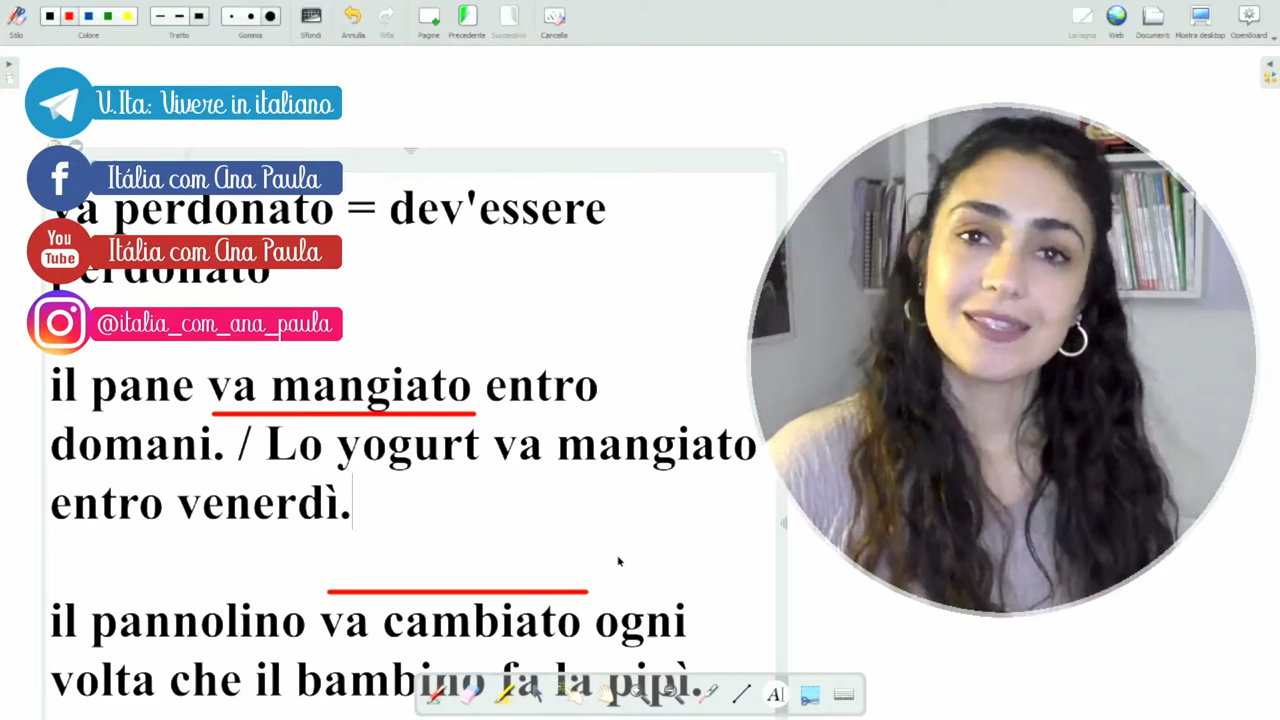 Stilo
Colore
Tratto
Gomma
Sfondi
Annulla
Rifai
Pagine
Precedente
Successivo
Cancella
Lavagna
Web
Documenti
Mostra desktop
OpenBoard
V.Ita: Vivere in italiano
Itália com Ana Paula
va perdonato = dev'essere
You
Tube
Itália com Ana Paula
perdonato
@italia_com_ana_paula
il pane va mangiato entro
domani. / Lo yogurt va mangiato
entro venerdì.
il pannolino va cambiato ogni
volta che il bambino fa la pipì.